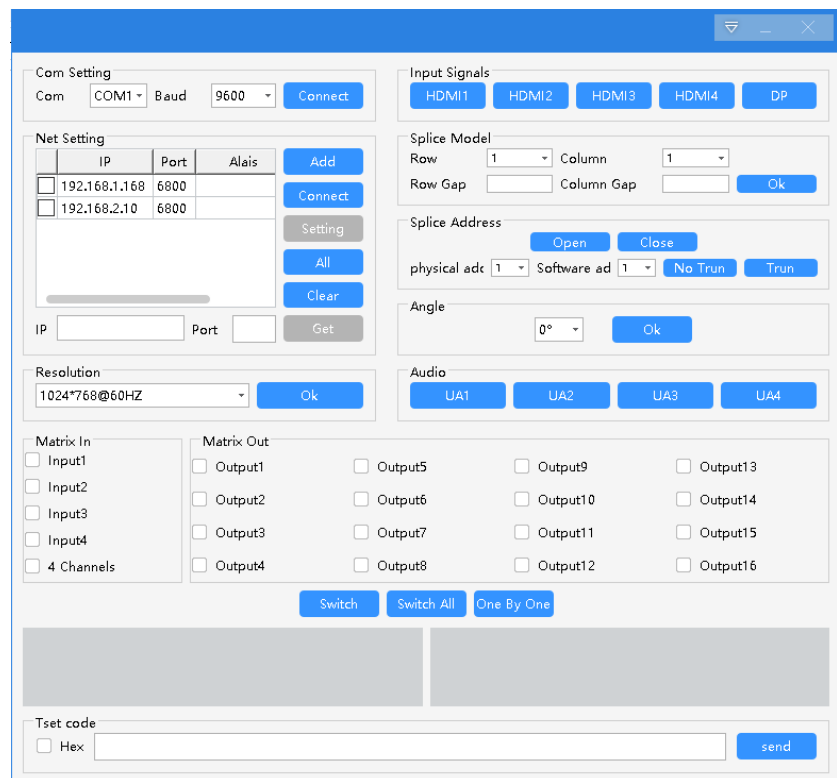 Com Setting
Com COM1 Baud 9600 Connect
Input Signals
HDMI1 HDMI2 HDMI3 HDMI4 DP
Net Setting
IP Port Alais
192.168.1.168 6800
192.168.2.10 6800
Add
Connect
Setting
All
Clear
IP Port Get
Splice Model
Row 1 Column 1
Row Gap Column Gap Ok
Splice Address
Open Close
physical adc 1 Software ad 1 No Trun Trun
Angle
0° Ok
Resolution
1024*768@60HZ Ok
Audio
UA1 UA2 UA3 UA4
Matrix In
Input1
Input2
Input3
Input4
4 Channels
Matrix Out
Output1 Output5 Output9 Output13
Output2 Output6 Output10 Output14
Output3 Output7 Output11 Output15
Output4 Output8 Output12 Output16
Switch Switch All One By One
Tset code
Hex send